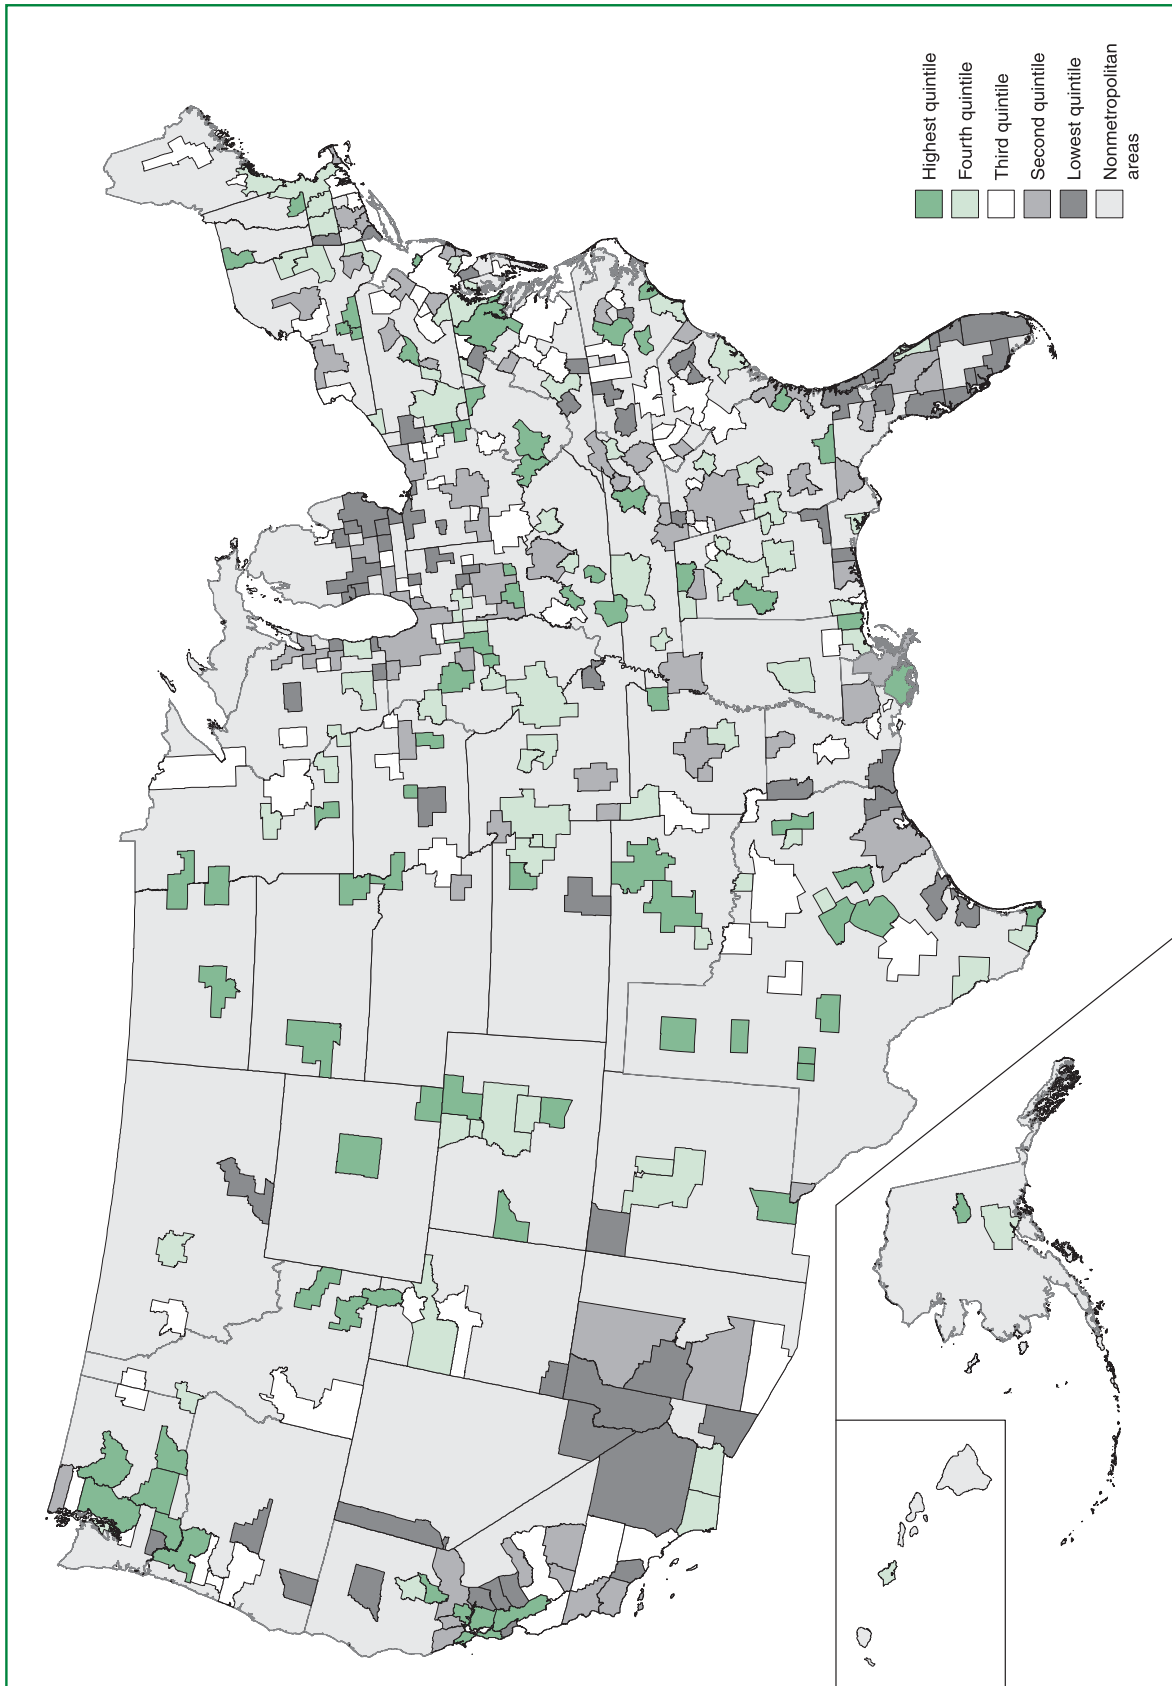 Highest quintile
Fourth quintile
Third quintile
Second quintile
Lowest quintile
Nonmetropolitan
areas